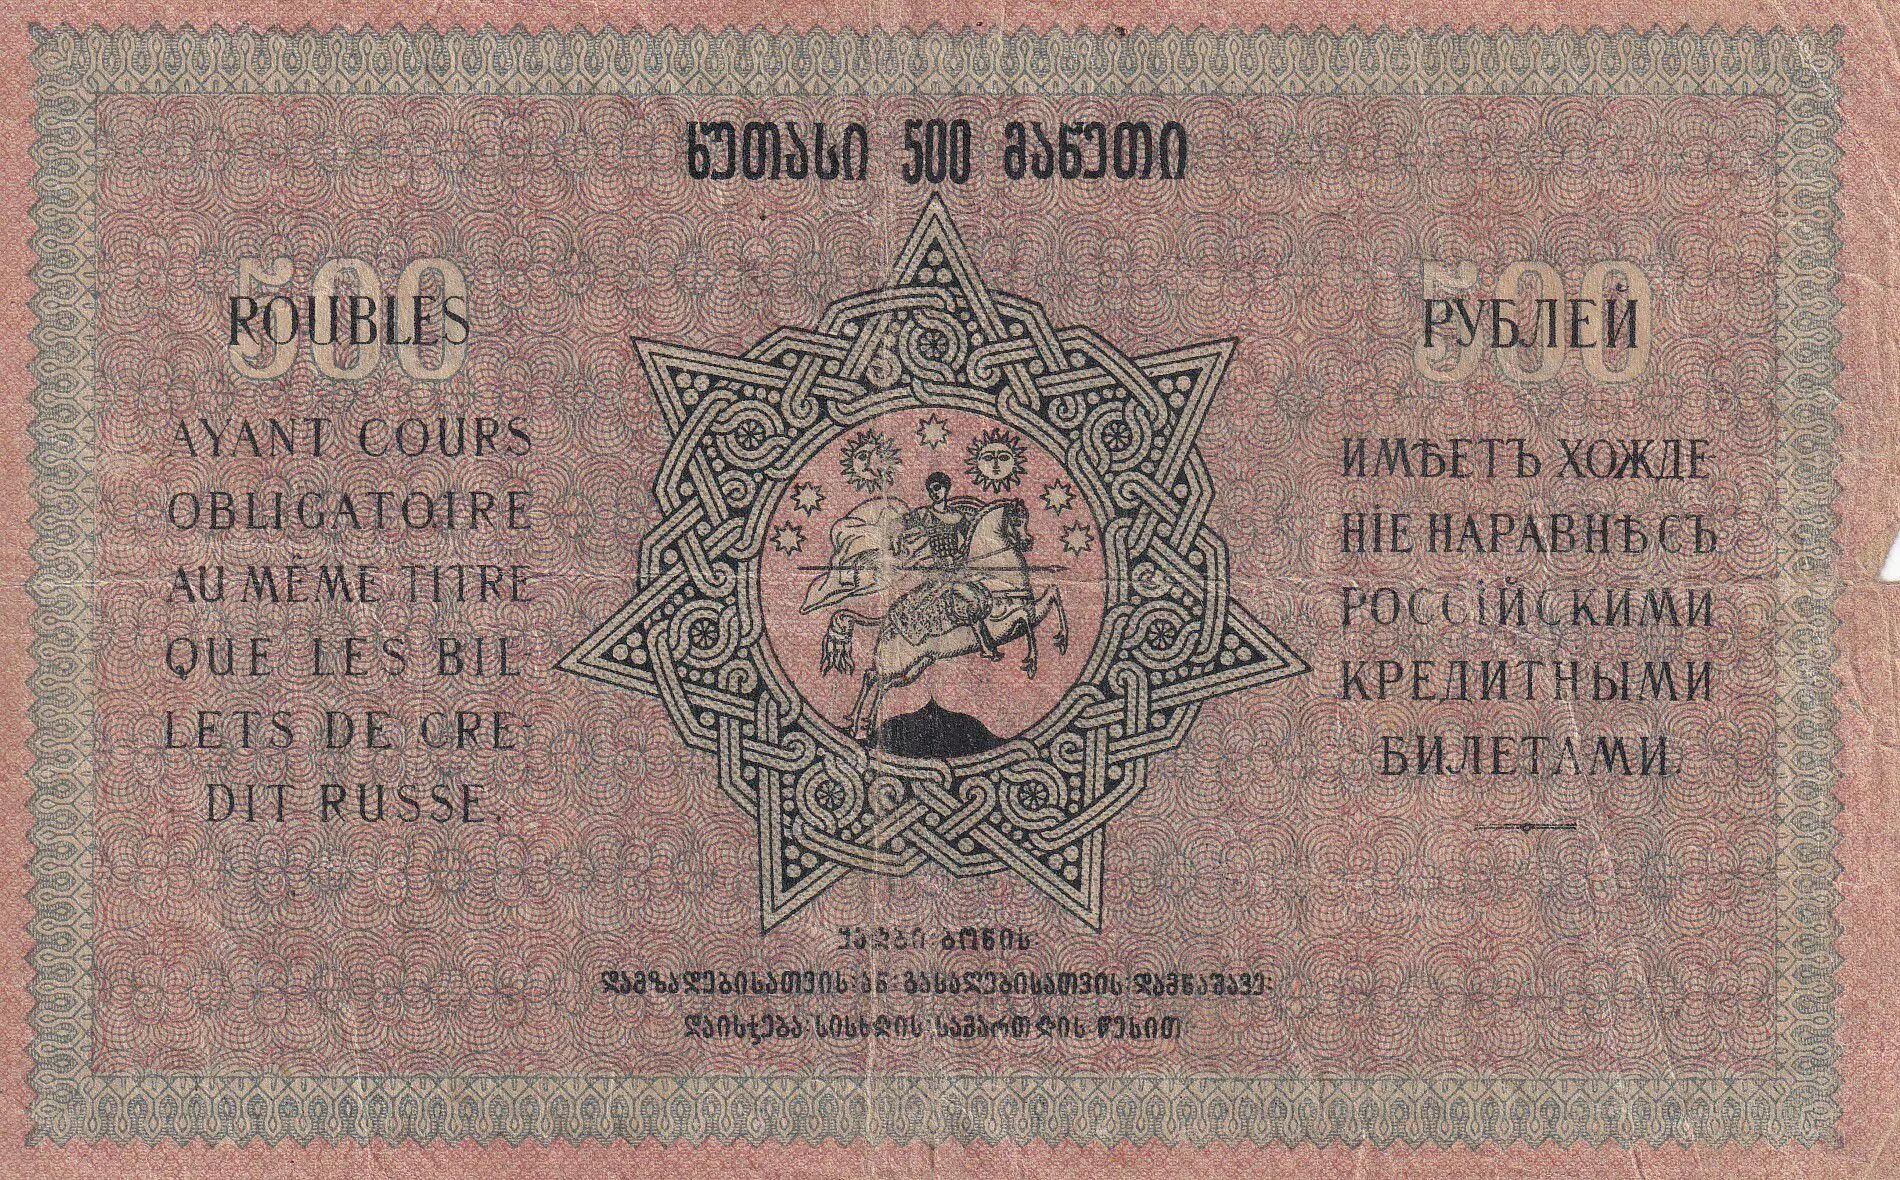 ხუთასი 500 მანეთი
500
ROUBLES
AYANT COURS
OBLIGATOIRE
AU MÊME TITRE
QUE LES BIL-
LETS DE CRE-
DIT RUSSE.
500
РУБЛЕЙ
ИМѢЕТЪ ХОЖДЕ-
НІЕ НАРАВНѢ СЪ
РОССІЙСКИМИ
КРЕДИТНЫМИ
БИЛЕТАМИ.
ყალბი ბონის
დამზადებისათვის ან გასაღებისათვის დამნაშავე
დაისჯება სისხლის სამართლის წესით